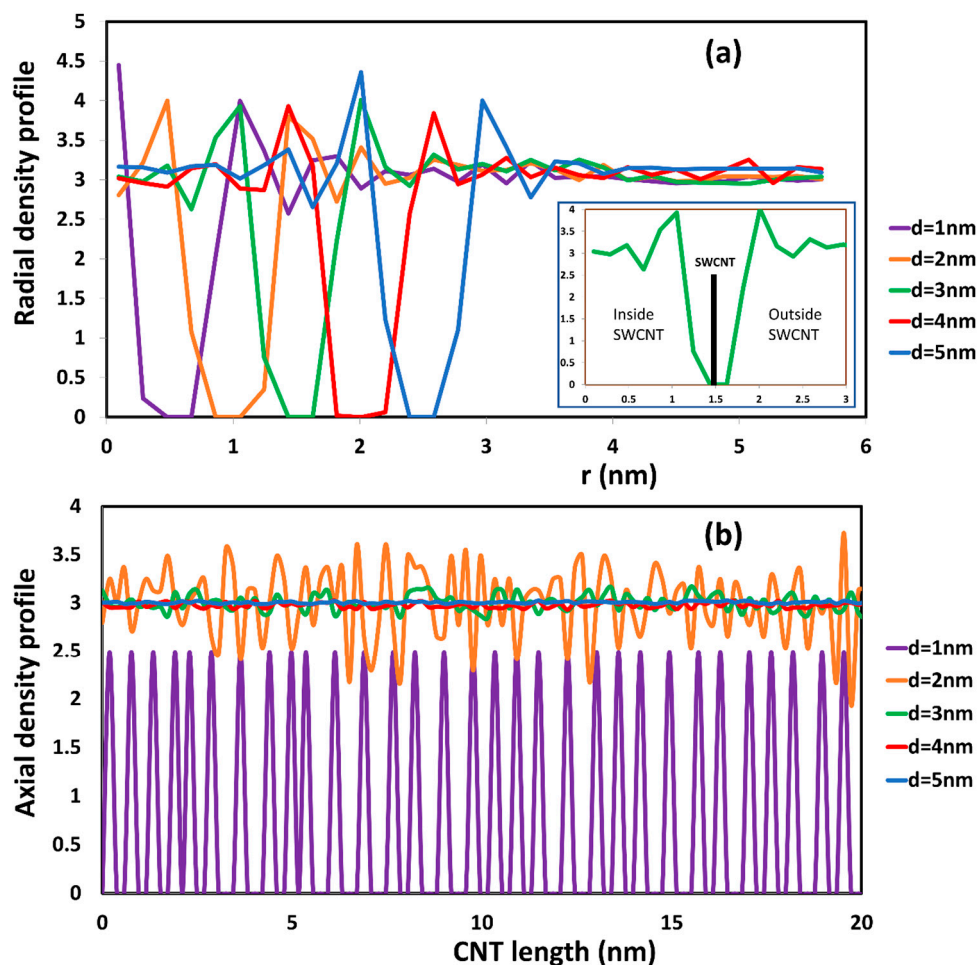 (a)
Radial density profile
5
4.5
4
3.5
3
2.5
2
1.5
1
0.5
0
0 1 2 3 4 5 6
r (nm)
4
3.5
3
2.5
2
1.5
1
0.5
0
SWCNT
Inside
SWCNT
Outside
SWCNT
0 0.5 1 1.5 2 2.5 3
d=1nm
d=2nm
d=3nm
d=4nm
d=5nm
(b)
Axial density profile
4
3.5
3
2.5
2
1.5
1
0.5
0
0 5 10 15 20
CNT length (nm)
d=1nm
d=2nm
d=3nm
d=4nm
d=5nm